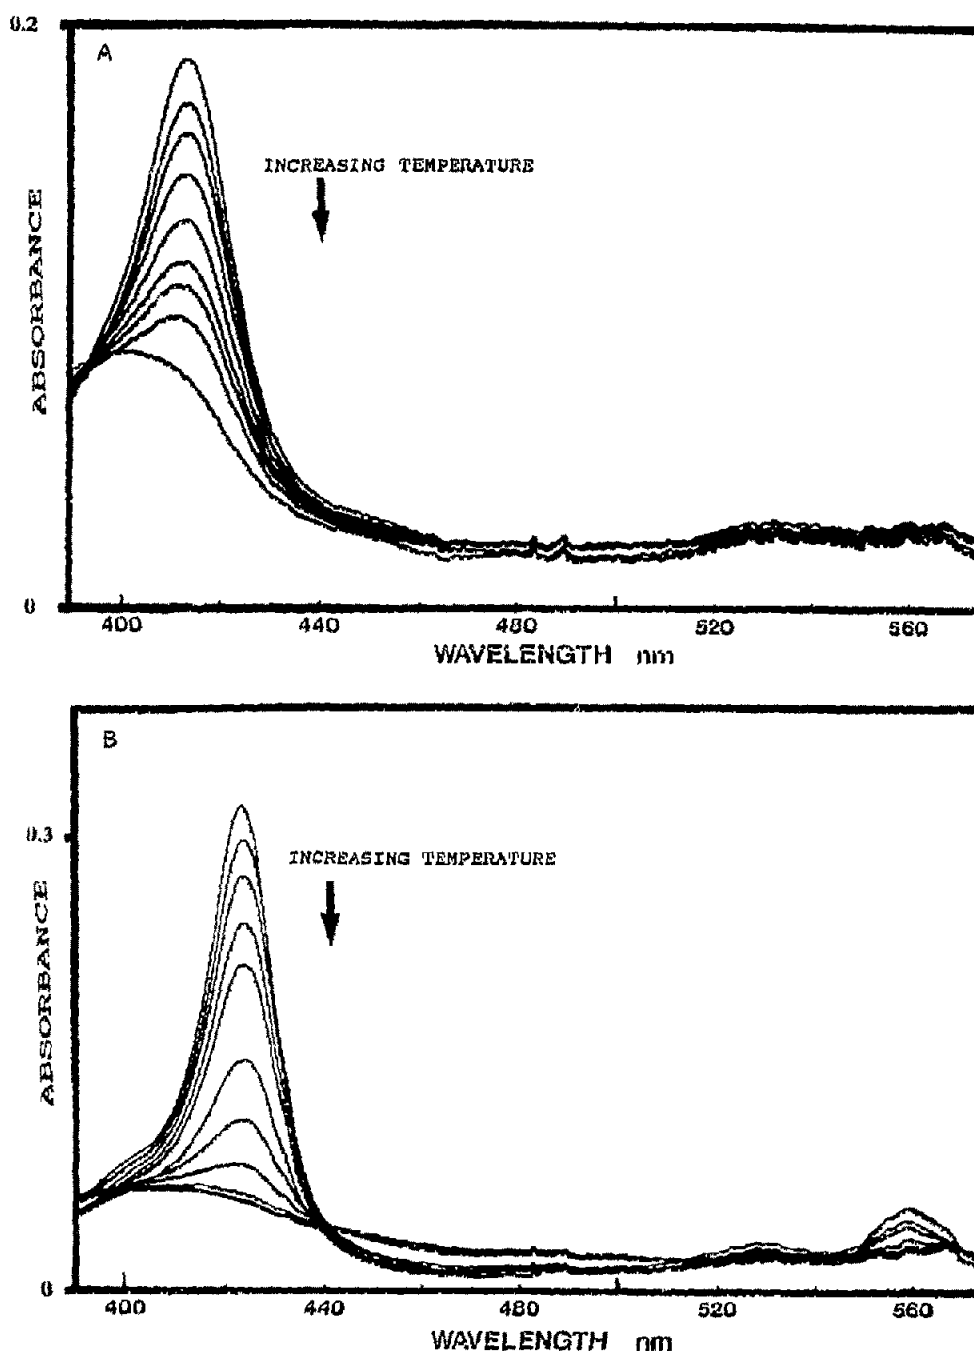 0.2
A
INCREASING TEMPERATURE
ABSORBANCE
0
400 440 480 520 560
WAVELENGTH nm
B
0.3
INCREASING TEMPERATURE
ABSORBANCE
0
400 440 480 520 560
WAVELENGTH nm